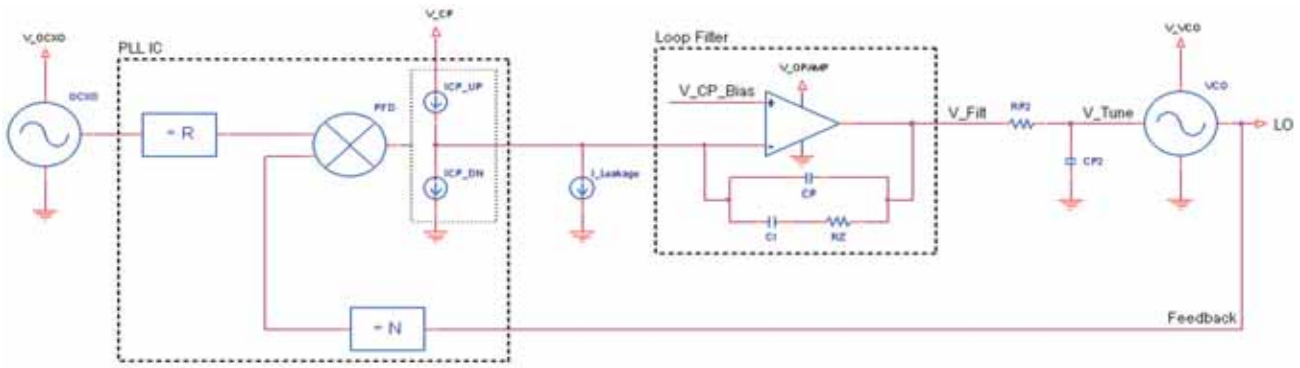 V_CP
V_OCXO
PLL IC
Loop Filter
V_VCO
V_OPAMP
OCXO
ICP_UP
V_CP_Bias
PFD
VCO
÷ R
V_Filt
RP2
V_Tune
LO
ICP_DN
I_Leakage
CP
CP2
CI
RZ
÷ N
Feedback